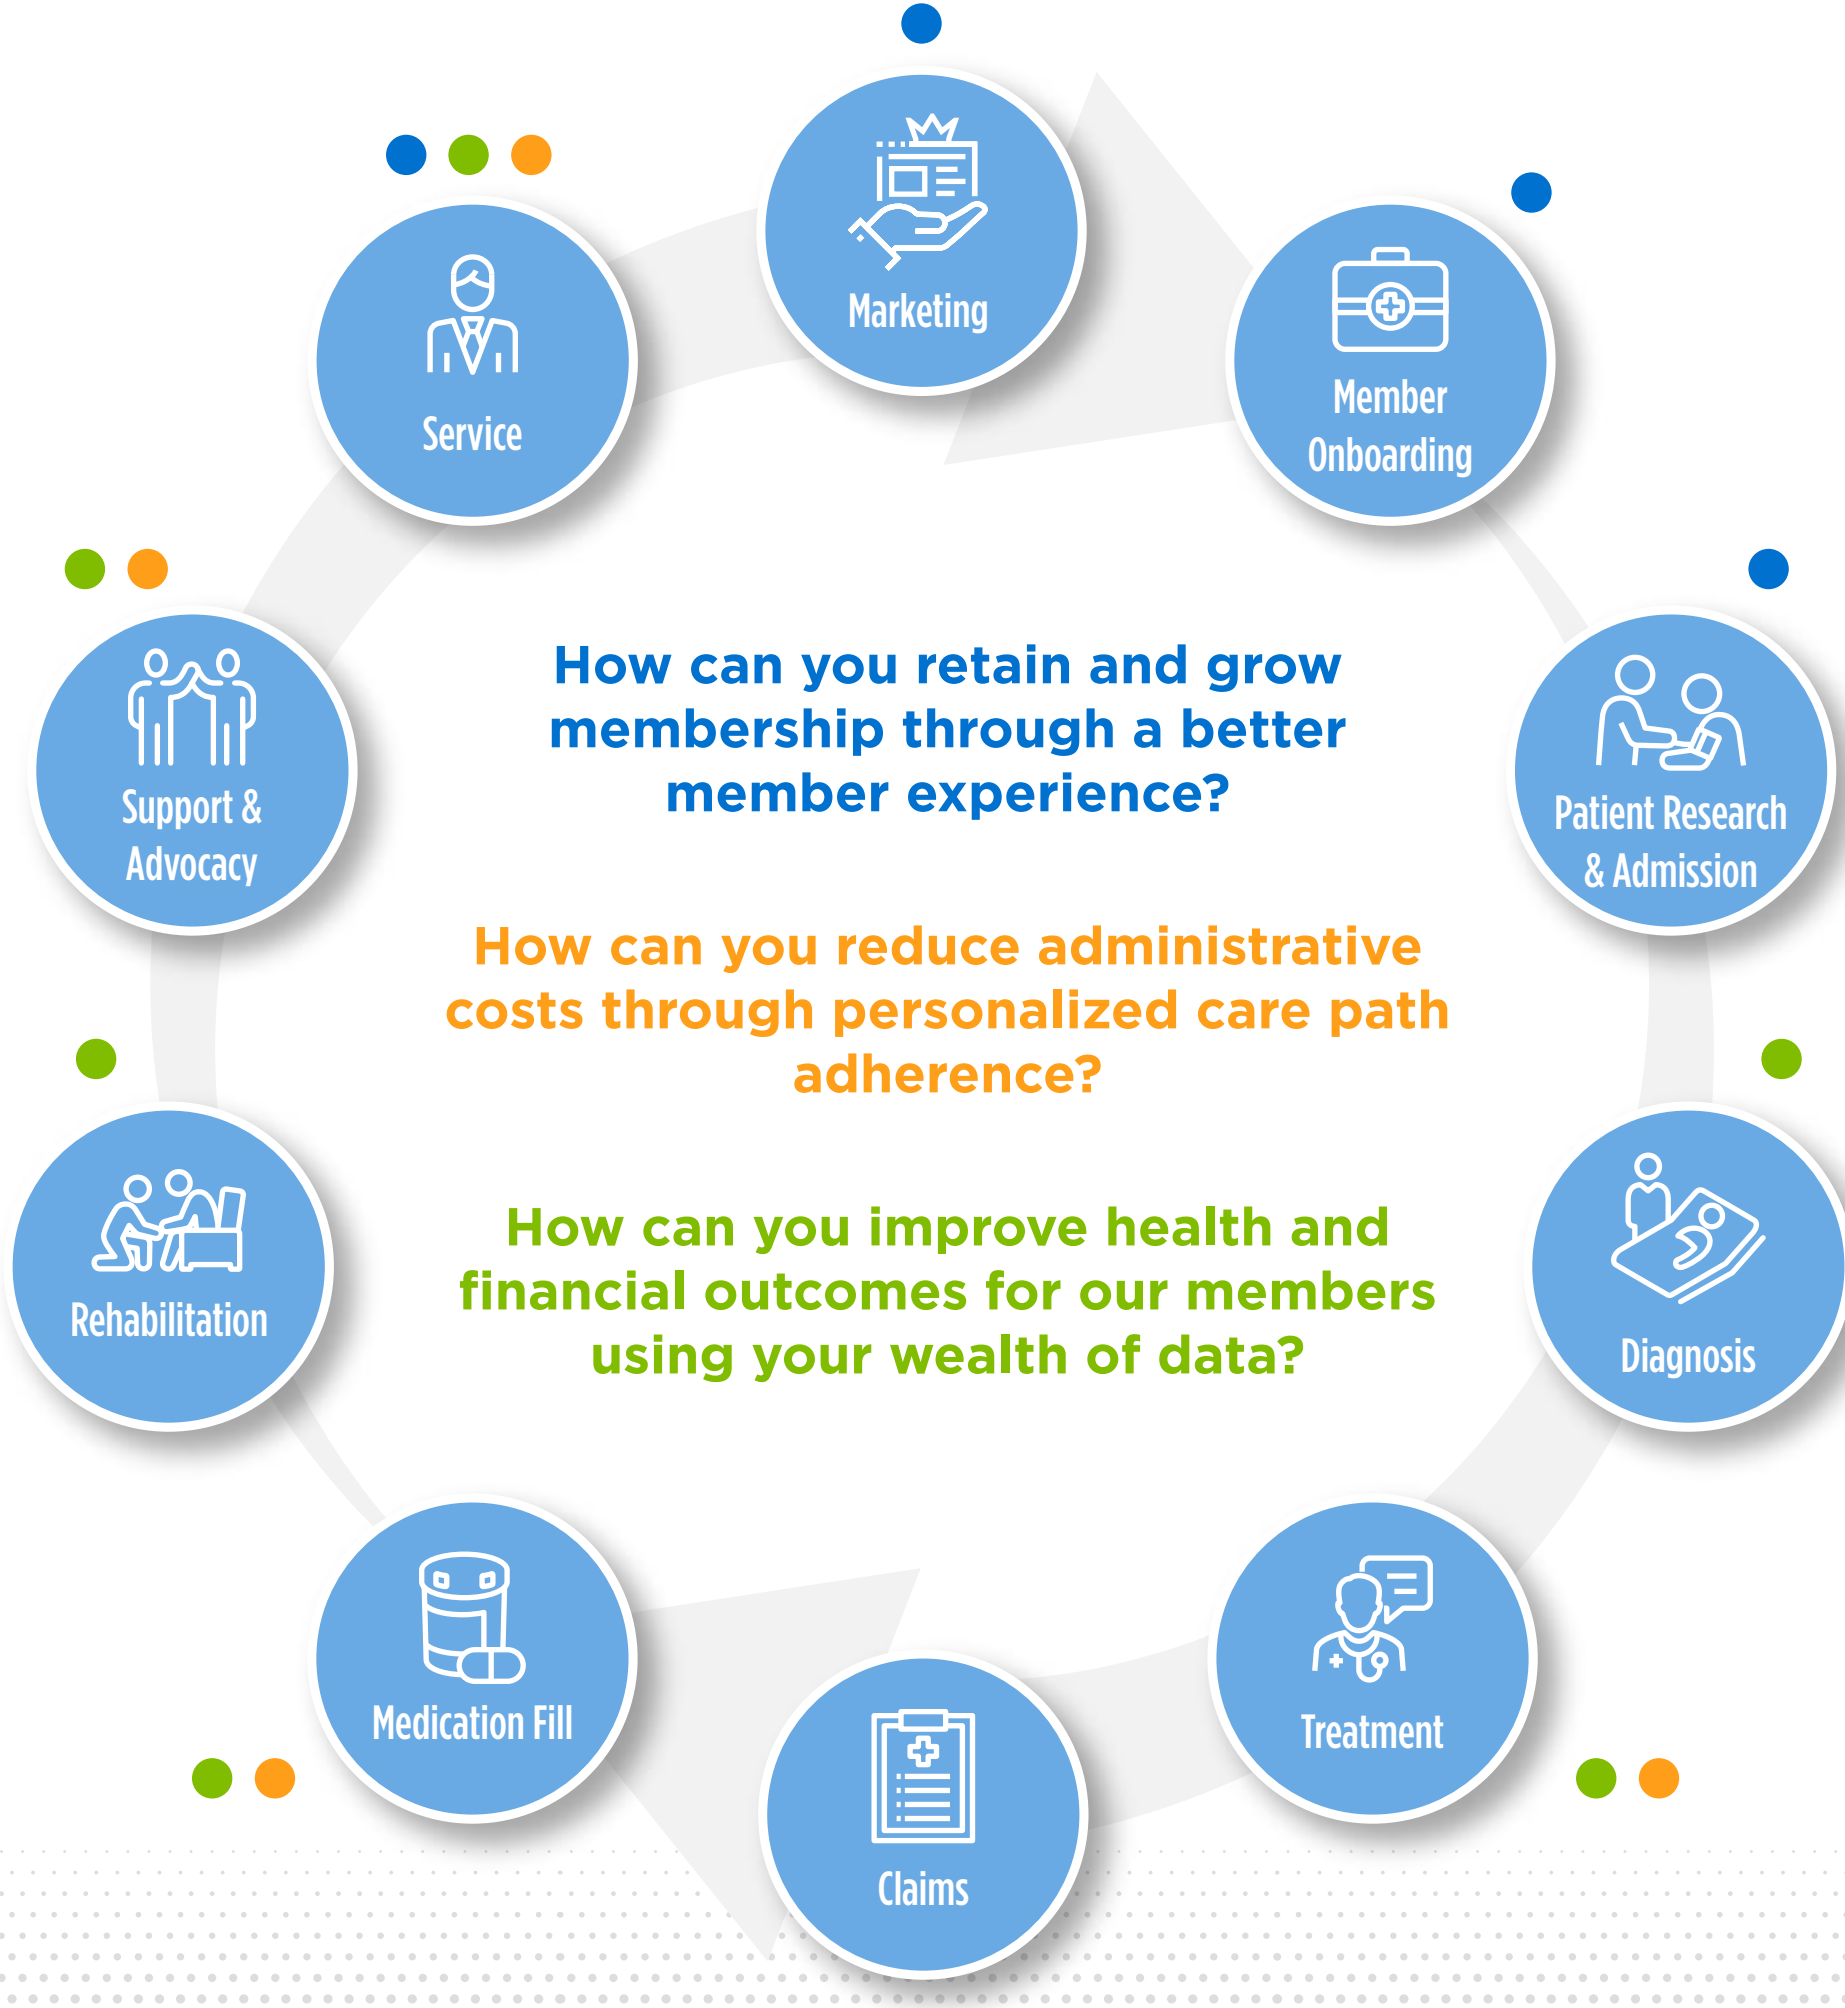 Marketing
Member
Onboarding
Patient Research
& Admission
Diagnosis
Treatment
Claims
Medication Fill
Rehabilitation
Support &
Advocacy
Service
How can you retain and grow
membership through a better
member experience?
How can you reduce administrative
costs through personalized care path
adherence?
How can you improve health and
financial outcomes for our members
using your wealth of data?